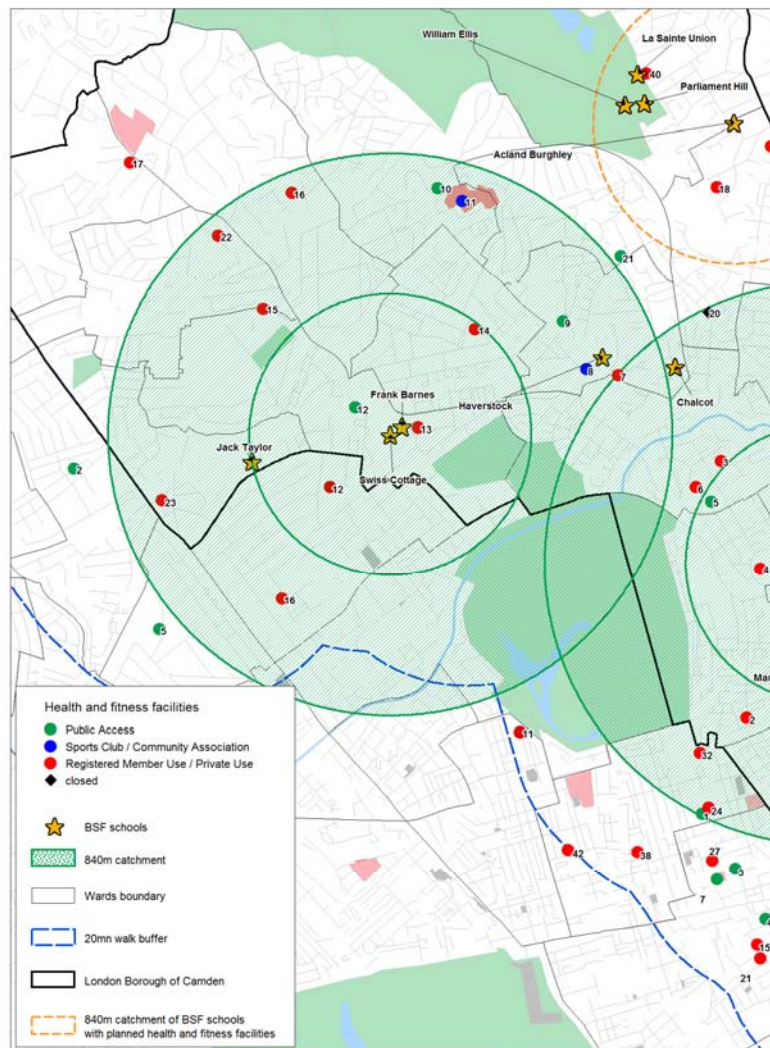 La Sainte Union
William Ellis
40
Parliament Hill
Acland Burghley
17
18
16
10
11
22
21
15
20
9
14
8
7
Frank Barnes
Haverstock
Chalcot
12
13
Jack Taylor
3
2
Swiss Cottage
6
12
23
5
4
16
5
2
11
32
24
1
42
38
27
7
4
15
21
Health and fitness facilities
Public Access
Sports Club / Community Association
Registered Member Use / Private Use
closed
BSF schools
840m catchment
Wards boundary
20mn walk buffer
London Borough of Camden
840m catchment of BSF schools
with planned health and fitness facilities